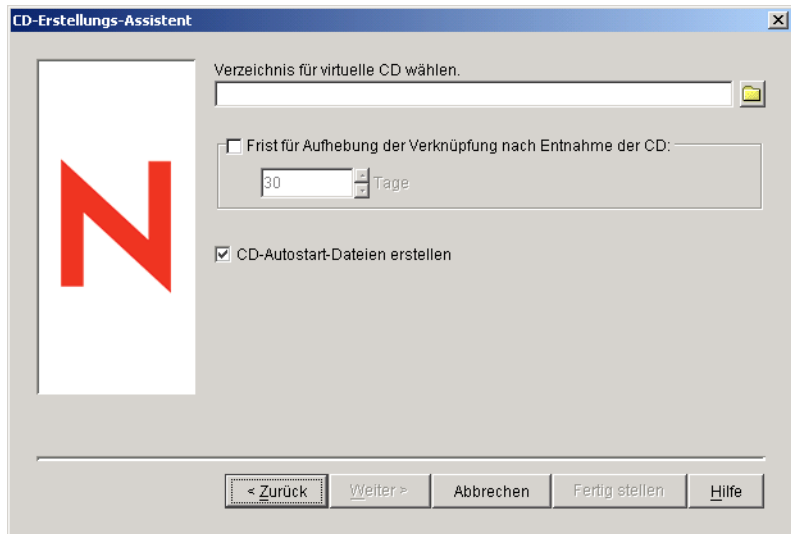 CD-Erstellungs-Assistent
Verzeichnis für virtuelle CD wählen.
Frist für Aufhebung der Verknüpfung nach Entnahme der CD:
30 Tage
CD-Autostart-Dateien erstellen
< Zurück Weiter > Abbrechen Fertig stellen Hilfe